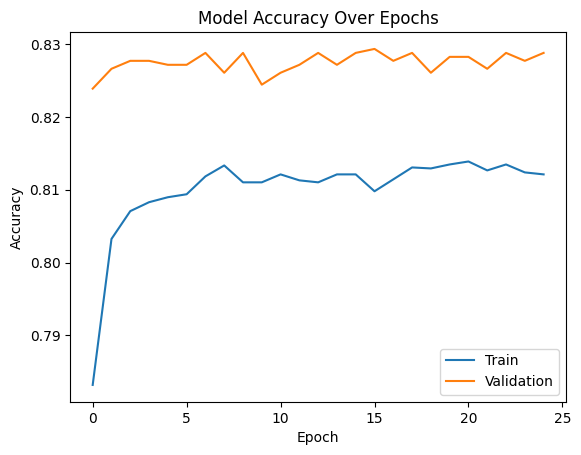 Model Accuracy Over Epochs
0.83
0.82
0.81
0.80
0.79
Accuracy
0 5 10 15 20 25
Epoch
Train
Validation